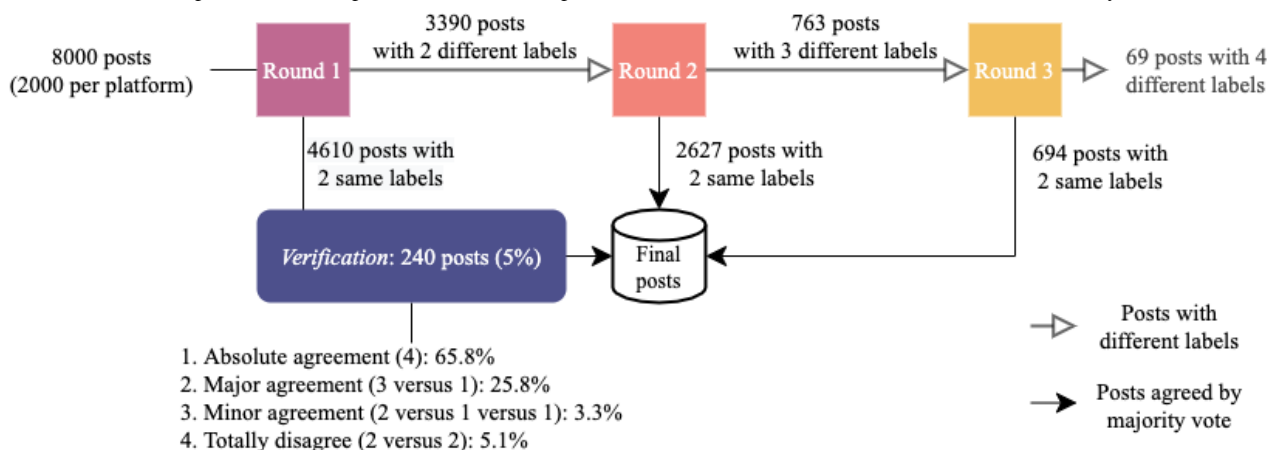 3390 posts
with 2 different labels
763 posts
with 3 different labels
8000 posts
(2000 per platform)
Round 1
Round 2
Round 3
69 posts with 4
different labels
4610 posts with
2 same labels
2627 posts with
2 same labels
694 posts with
2 same labels
Verification: 240 posts (5%)
Final
posts
1. Absolute agreement (4): 65.8%
2. Major agreement (3 versus 1): 25.8%
3. Minor agreement (2 versus 1 versus 1): 3.3%
4. Totally disagree (2 versus 2): 5.1%
Posts with
different labels
Posts agreed by
majority vote